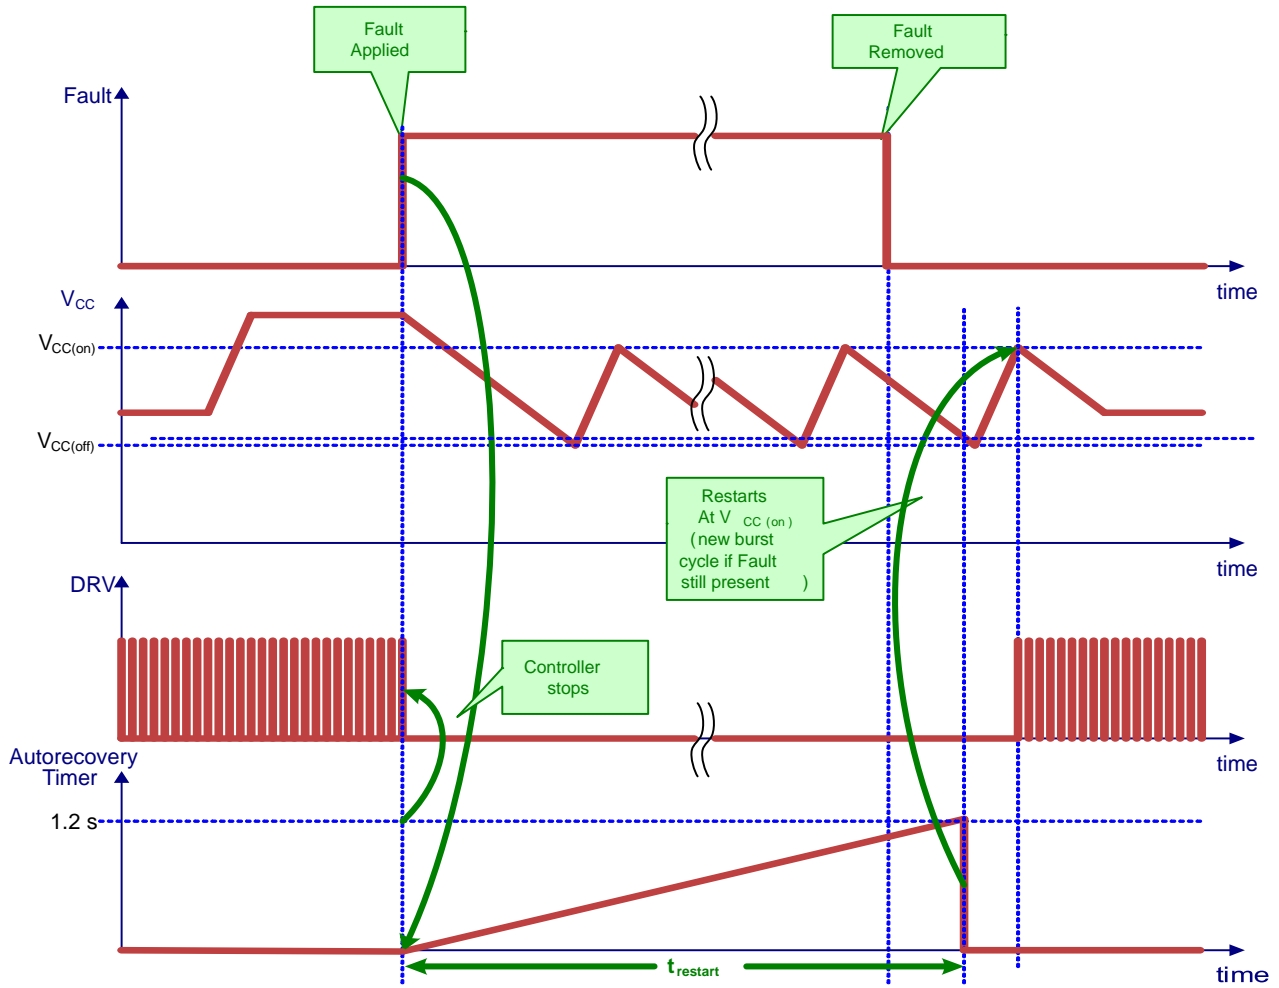 Fault
Applied
Fault
Removed
Fault
time
VCC
VCC(on)
VCC(off)
Restarts
At V CC (on)
(new burst
cycle if Fault
still present )
time
DRV
Controller
stops
time
Autorecovery
Timer
1.2 s
trestart
time